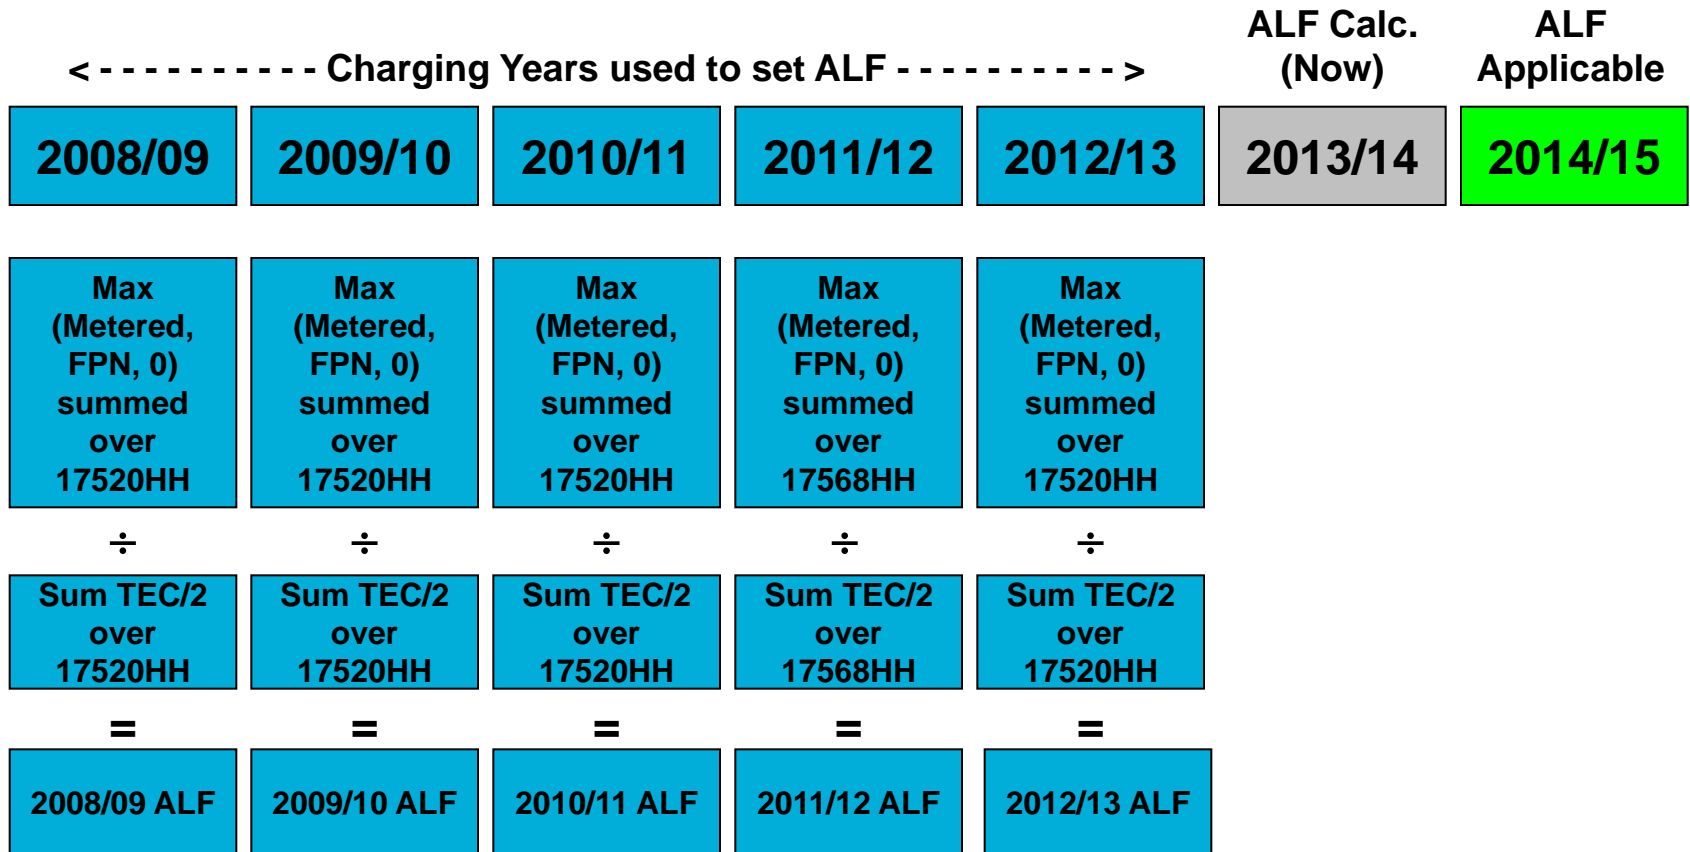 < - - - - - - - - - - Charging Years used to set ALF - - - - - - - - - - >
ALF Calc.
(Now)
ALF
Applicable
2008/09
2009/10
2010/11
2011/12
2012/13
2013/14
2014/15
Max
(Metered,
FPN, 0)
summed
over
17520HH
Max
(Metered,
FPN, 0)
summed
over
17520HH
Max
(Metered,
FPN, 0)
summed
over
17520HH
Max
(Metered,
FPN, 0)
summed
over
17568HH
Max
(Metered,
FPN, 0)
summed
over
17520HH
÷
÷
÷
÷
÷
Sum TEC/2
over
17520HH
Sum TEC/2
over
17520HH
Sum TEC/2
over
17520HH
Sum TEC/2
over
17568HH
Sum TEC/2
over
17520HH
=
=
=
=
=
2008/09 ALF
2009/10 ALF
2010/11 ALF
2011/12 ALF
2012/13 ALF